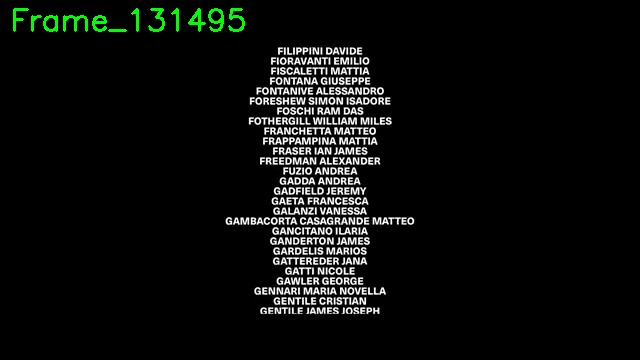 Frame_131495
FILIPPINI DAVIDE
FIORAVANTI EMILIO
FISCALETTI MATTIA
FONTANA GIUSEPPE
FONTANIVE ALESSANDRO
FORESHEW SIMON ISADORE
FOSCHI RAM DAS
FOTHERGILL WILLIAM MILES
FRANCHETTA MATTEO
FRAPPAMPINA MATTIA
FRASER IAN JAMES
FREEDMAN ALEXANDER
FUZIO ANDREA
GADDA ANDREA
GADFIELD JEREMY
GAETA FRANCESCA
GALANZI VANESSA
GAMBACORTA CASAGRANDE MATTEO
GANCITANO ILARIA
GANDERTON JAMES
GARDELIS MARIOS
GATTEREDER JANA
GATTI NICOLE
GAWLER GEORGE
GENNARI MARIA NOVELLA
GENTILE CRISTIAN
GENTILE JAMES JOSEPH